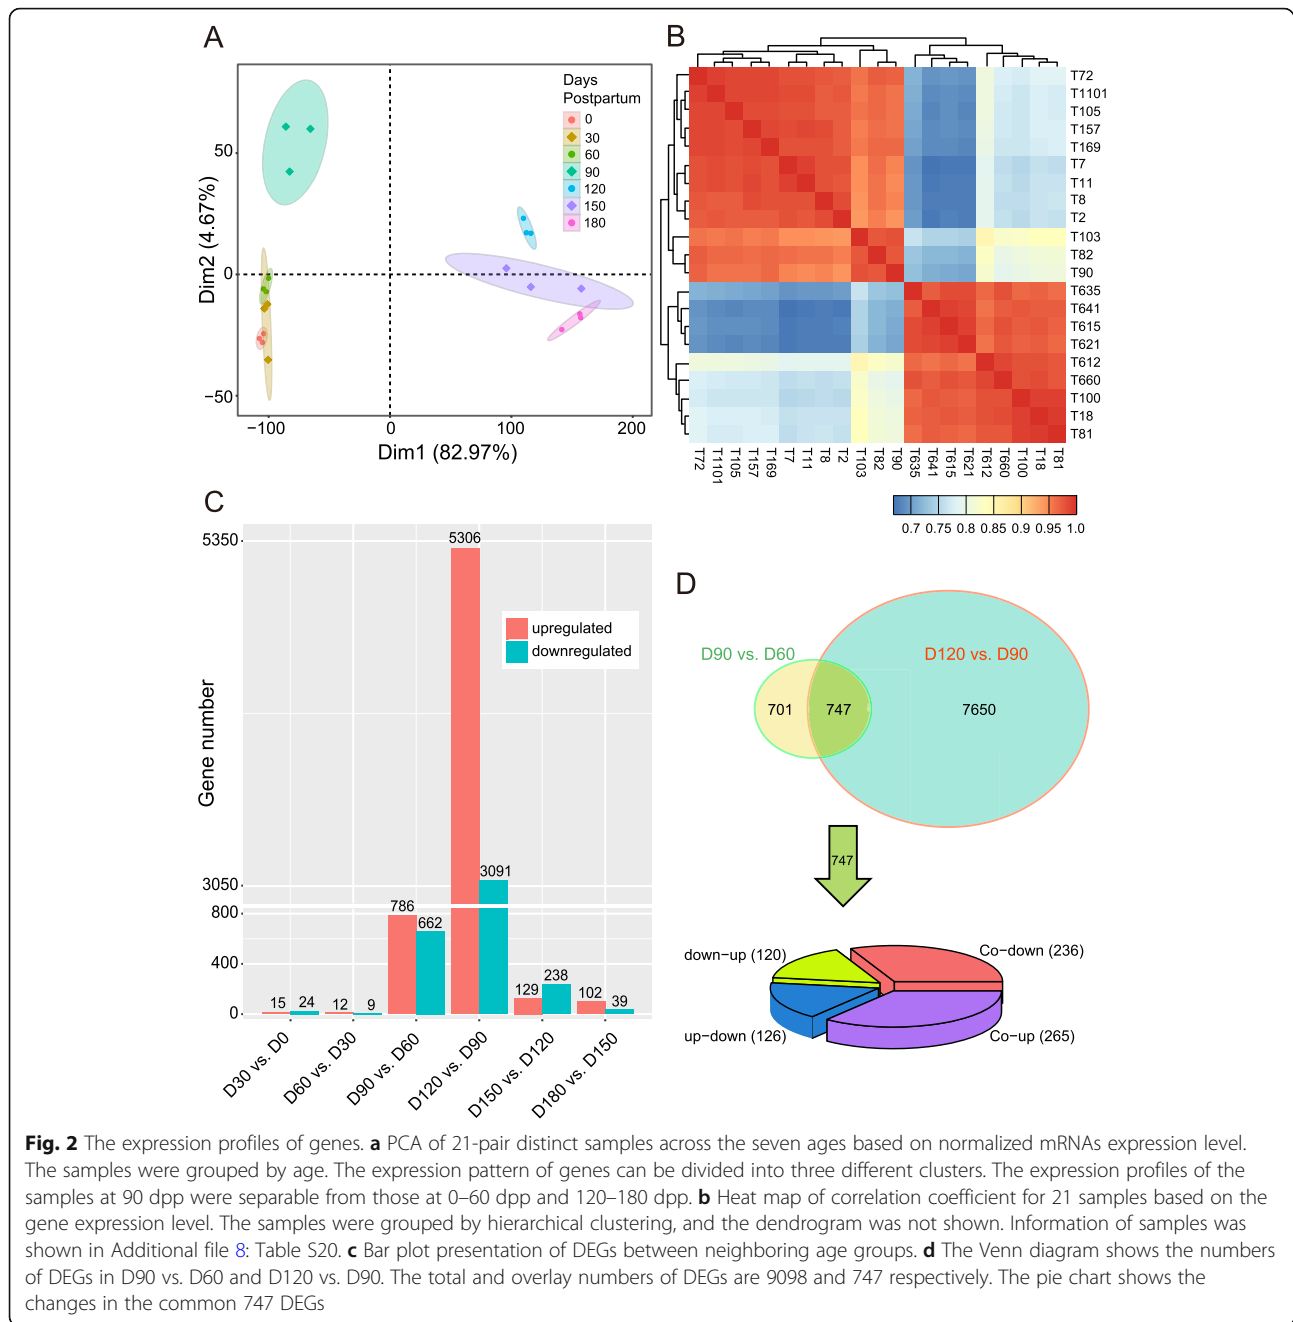 A
Days
Postpartum
0
30
60
90
120
150
180
50
0
−50
−100
0
100
200
Dim2 (4.67%)
Dim1 (82.97%)
B
T72
T1101
T105
T157
T169
T7
T11
T8
T2
T103
T82
T90
T635
T641
T615
T621
T612
T660
T100
T18
T81
T72
T1101
T105
T157
T169
T7
T11
T8
T2
T103
T82
T90
T635
T641
T615
T621
T612
T660
T100
T18
T81
0.7 0.75 0.8 0.85 0.9 0.95 1.0
C
Gene number
5350
3050
800
400
0
upregulated
downregulated
15
24
12
9
786
662
5306
3091
129
238
102
39
D30 vs. D0
D60 vs. D30
D90 vs. D60
D120 vs. D90
D150 vs. D120
D180 vs. D150
D
D90 vs. D60
D120 vs. D90
701
747
7650
747
down−up (120)
Co−down (236)
up−down (126)
Co−up (265)
Fig. 2 The expression profiles of genes. a PCA of 21-pair distinct samples across the seven ages based on normalized mRNAs expression level.
The samples were grouped by age. The expression pattern of genes can be divided into three different clusters. The expression profiles of the
samples at 90 dpp were separable from those at 0–60 dpp and 120–180 dpp. b Heat map of correlation coefficient for 21 samples based on the
gene expression level. The samples were grouped by hierarchical clustering, and the dendrogram was not shown. Information of samples was
shown in Additional file 8: Table S20. c Bar plot presentation of DEGs between neighboring age groups. d The Venn diagram shows the numbers
of DEGs in D90 vs. D60 and D120 vs. D90. The total and overlay numbers of DEGs are 9098 and 747 respectively. The pie chart shows the
changes in the common 747 DEGs